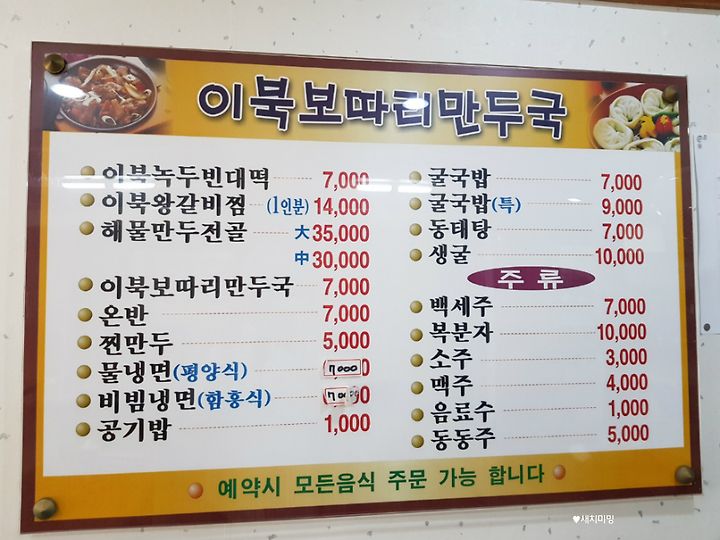 이북보따리만두국
이북녹두빈대떡 7,000
이북왕갈비찜 (1인분) 14,000
해물만두전골 大 35,000
中 30,000
이북보따리만두국 7,000
온반 7,000
찐만두 5,000
물냉면(평양식) 7000
비빔냉면(함흥식) 7000
공기밥 1,000
굴국밥 7,000
굴국밥(특) 9,000
동태탕 7,000
생굴 10,000
주류
백세주 7,000
복분자 10,000
소주 3,000
맥주 4,000
음료수 1,000
동동주 5,000
예약시 모든음식 주문 가능 합니다
♥새치미밍